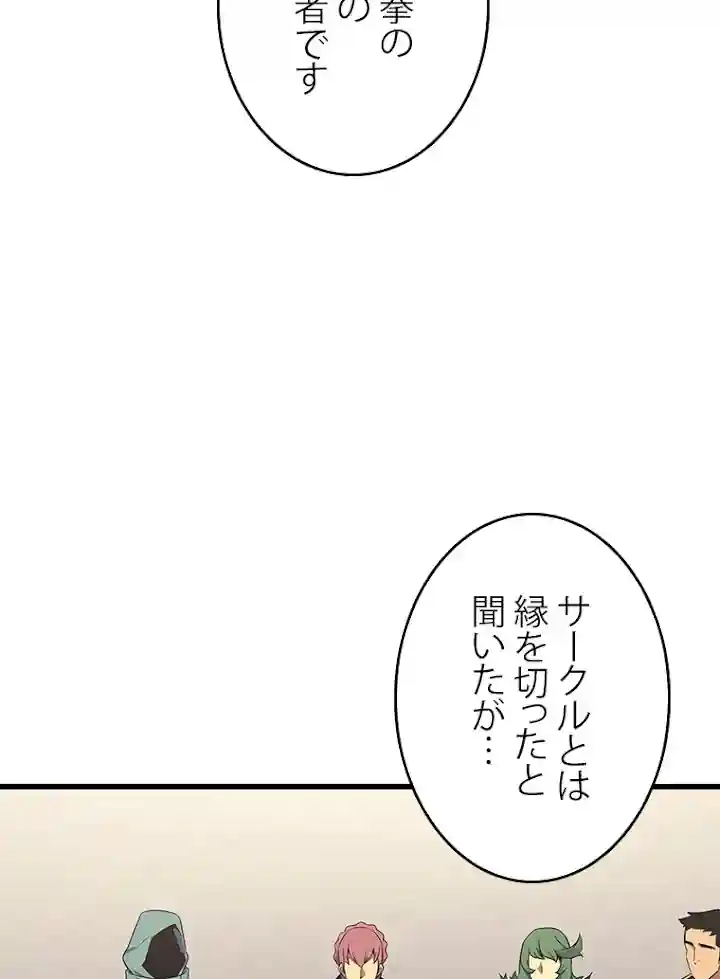 拳の
の
者です
サークルとは
縁を切ったと
聞いたが…